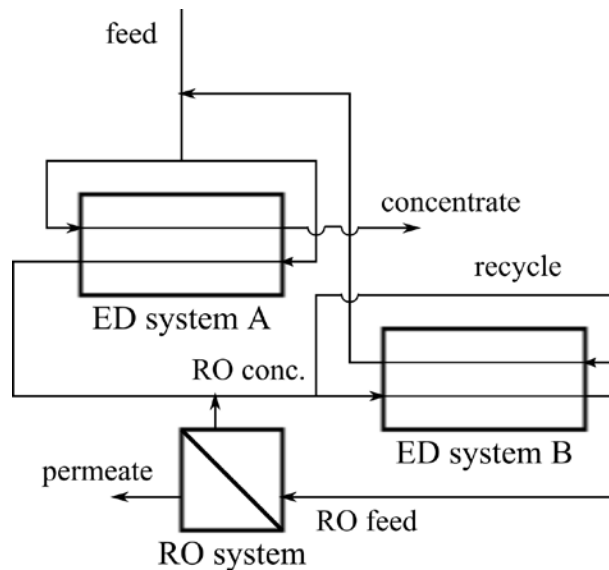 feed
concentrate
recycle
ED system A
RO conc.
ED system B
permeate
RO feed
RO system